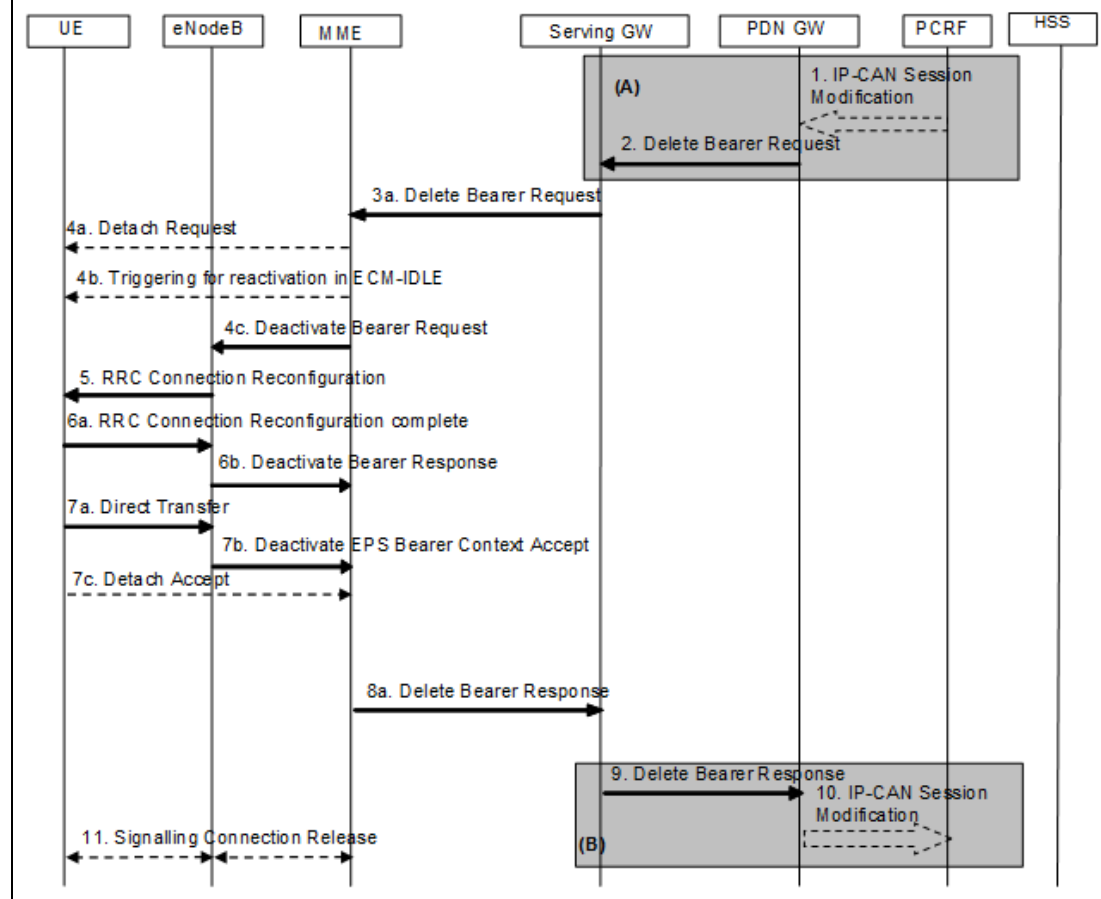 UE
eNodeB
MME
Serving GW
PDN GW
PCRF
HSS
(A)
1. IP-CAN Session
Modification
2. Delete Bearer Request
3a. Delete Bearer Request
4a. Detach Request
4b. Triggering for reactivation in ECM-IDLE
4c. Deactivate Bearer Request
5. RRC Connection Reconfiguration
6a. RRC Connection Reconfiguration complete
6b. Deactivate Bearer Response
7a. Direct Transfer
7b. Deactivate EPS Bearer Context Accept
7c. Detach Accept
8a. Delete Bearer Response
9. Delete Bearer Response
10. IP-CAN Session
Modification
11. Signalling Connection Release
(B)